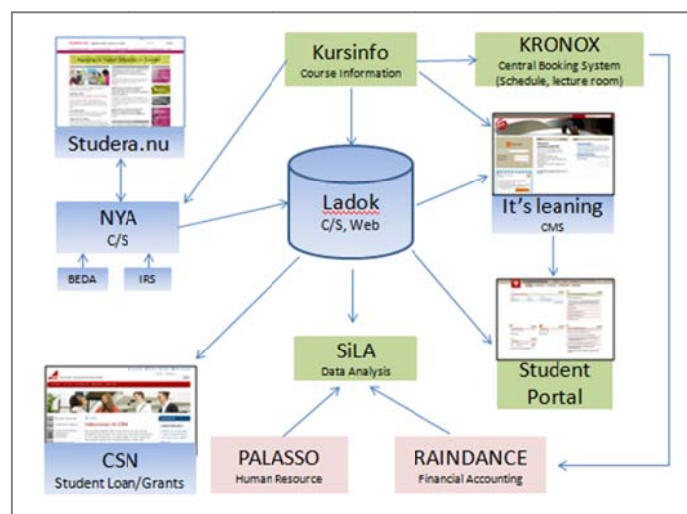 Kursinfo
Course Information
KRONOX
Central Booking System
(Schedule, lecture room)
Studera.nu
NYA
C/S
BEDA
IRS
Ladok
C/S, Web
It's leaning
CMS
SiLA
Data Analysis
Student
Portal
CSN
Student Loan/Grants
PALASSO
Human Resource
RAINDANCE
Financial Accounting